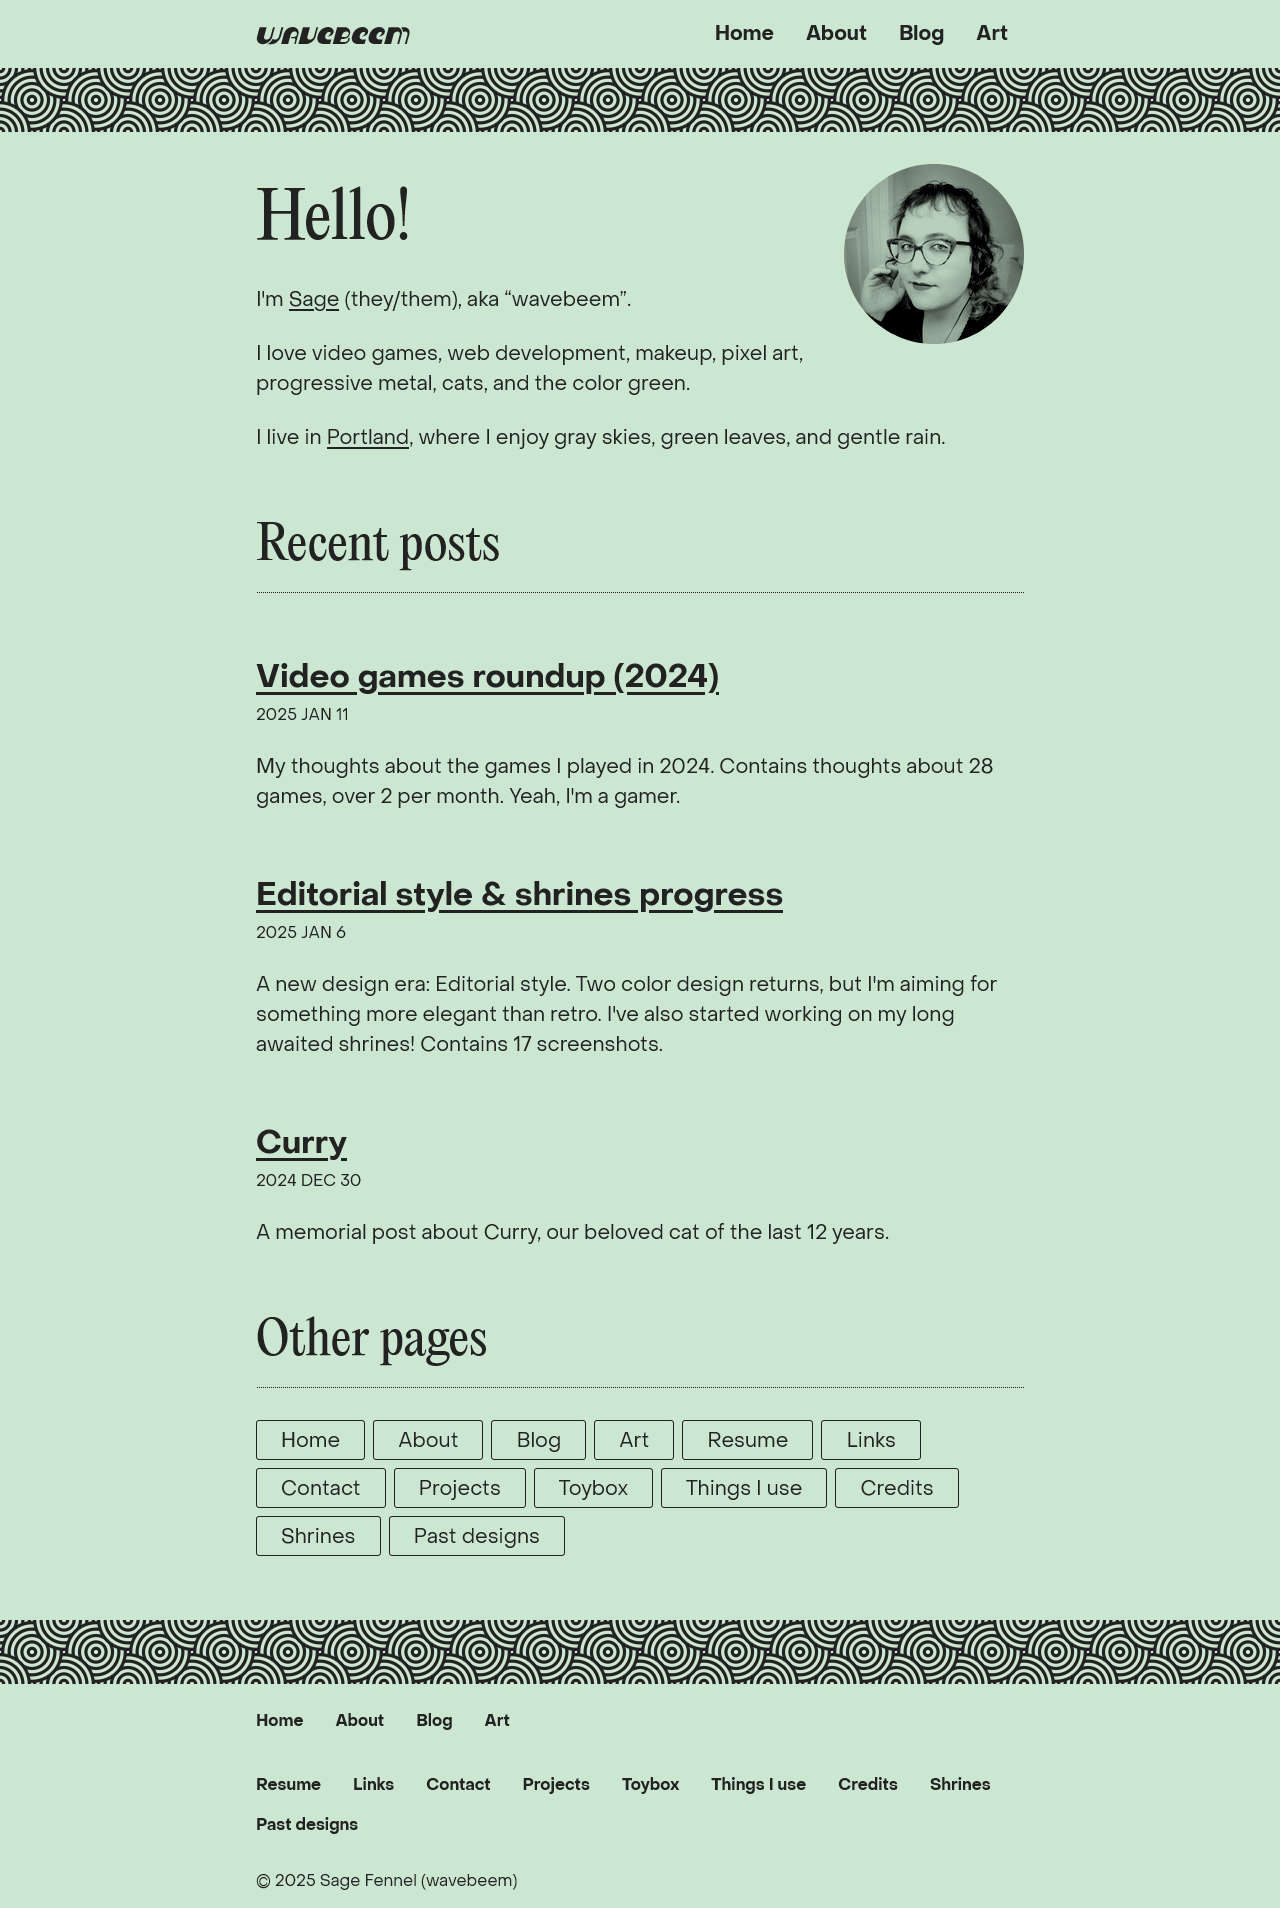 wavebeem
Home About Blog Art
Hello!
I'm Sage (they/them), aka “wavebeem”.
I love video games, web development, makeup, pixel art,
progressive metal, cats, and the color green.
I live in Portland, where I enjoy gray skies, green leaves, and gentle rain.
Recent posts
Video games roundup (2024)
2025 JAN 11
My thoughts about the games I played in 2024. Contains thoughts about 28
games, over 2 per month. Yeah, I'm a gamer.
Editorial style & shrines progress
2025 JAN 6
A new design era: Editorial style. Two color design returns, but I'm aiming for
something more elegant than retro. I've also started working on my long
awaited shrines! Contains 17 screenshots.
Curry
2024 DEC 30
A memorial post about Curry, our beloved cat of the last 12 years.
Other pages
Home About Blog Art Resume Links
Contact Projects Toybox Things I use Credits
Shrines Past designs
Home About Blog Art
Resume Links Contact Projects Toybox Things I use Credits Shrines
Past designs
© 2025 Sage Fennel (wavebeem)